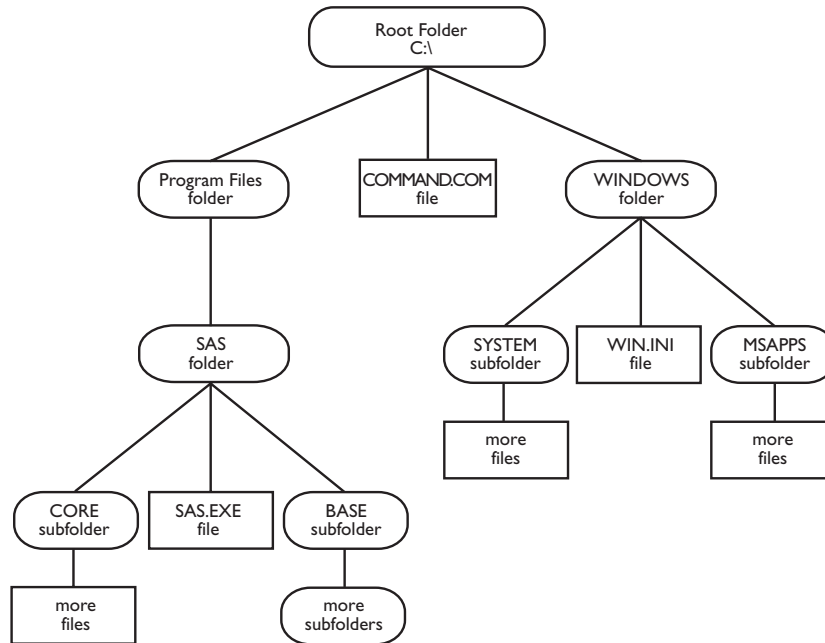 Root Folder
C:\
Program Files
folder
COMMAND.COM
file
WINDOWS
folder
SAS
folder
SYSTEM
subfolder
WIN.INI
file
MSAPPS
subfolder
more
files
more
files
CORE
subfolder
SAS.EXE
file
BASE
subfolder
more
files
more
subfolders